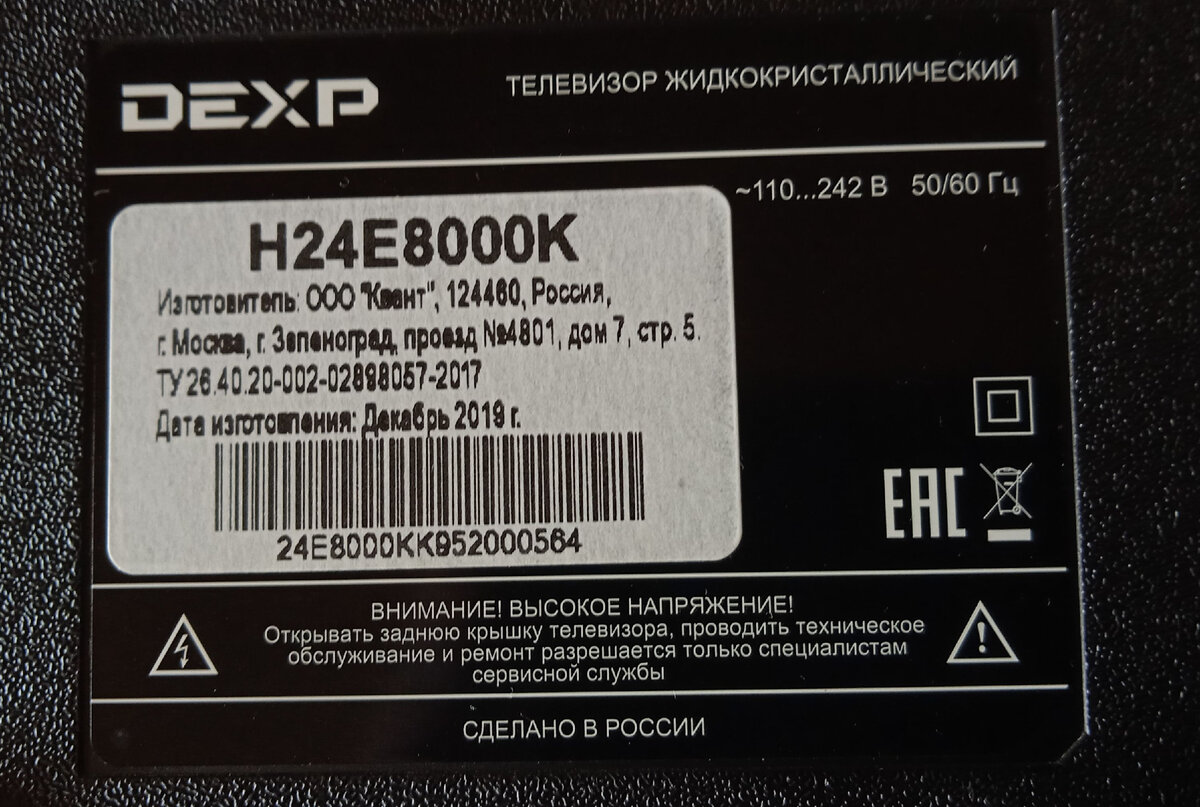 DEXP
ТЕЛЕВИЗОР ЖИДКОКРИСТАЛЛИЧЕСКИЙ
~110...242 В 50/60 Гц
H24E8000K
Изготовитель: ООО "Квант", 124460, Россия,
г. Москва, г. Зеленоград, проезд №4801, дом 7, стр. 5.
ТУ 26.40.20-002-02898057-2017
Дата изготовления: Декабрь 2019 г.
24E8000KK952000564
EAC
ВНИМАНИЕ! ВЫСОКОЕ НАПРЯЖЕНИЕ!
Открывать заднюю крышку телевизора, проводить техническое
обслуживание и ремонт разрешается только специалистам
сервисной службы
СДЕЛАНО В РОССИИ